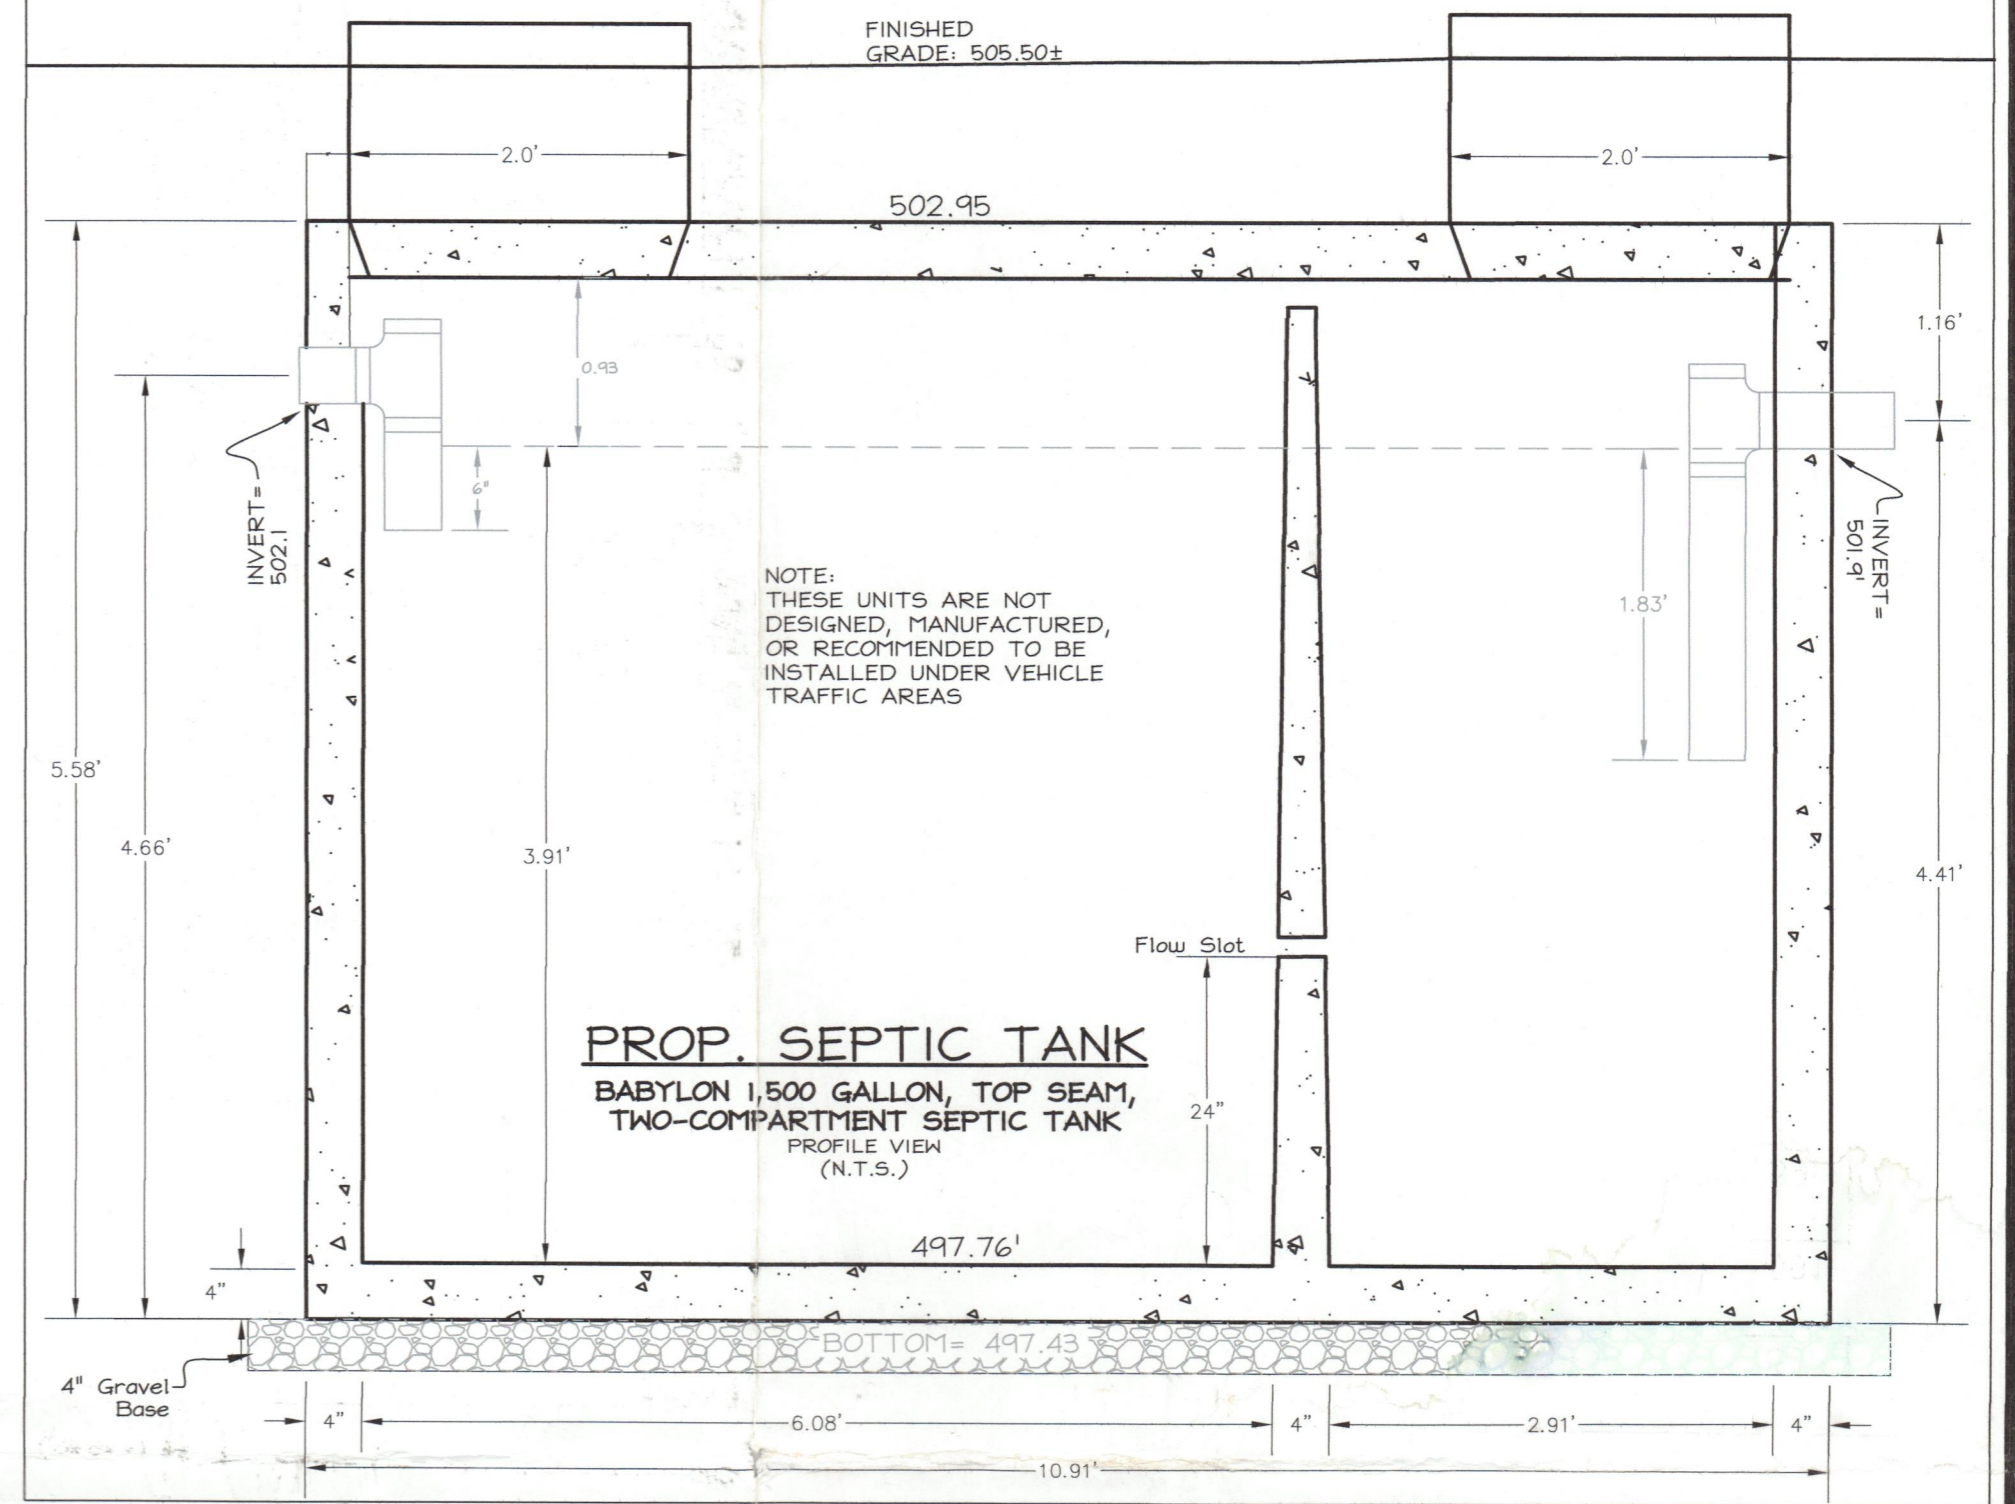 FINISHED
GRADE: 505.50±
2.0'
2.0'
502.95
1.16'
0.93
6"
INVERT=
502.1
INVERT=
501.9'
NOTE:
THESE UNITS ARE NOT
DESIGNED, MANUFACTURED,
OR RECOMMENDED TO BE
INSTALLED UNDER VEHICLE
TRAFFIC AREAS
1.83'
5.58'
4.66'
3.91'
4.41'
Flow Slot
PROP. SEPTIC TANK
BABYLON 1,500 GALLON, TOP SEAM,
TWO-COMPARTMENT SEPTIC TANK
PROFILE VIEW
(N.T.S.)
24"
497.76'
4"
BOTTOM= 497.43
4" Gravel
Base
4"
6.08'
4"
2.91'
4"
10.91'